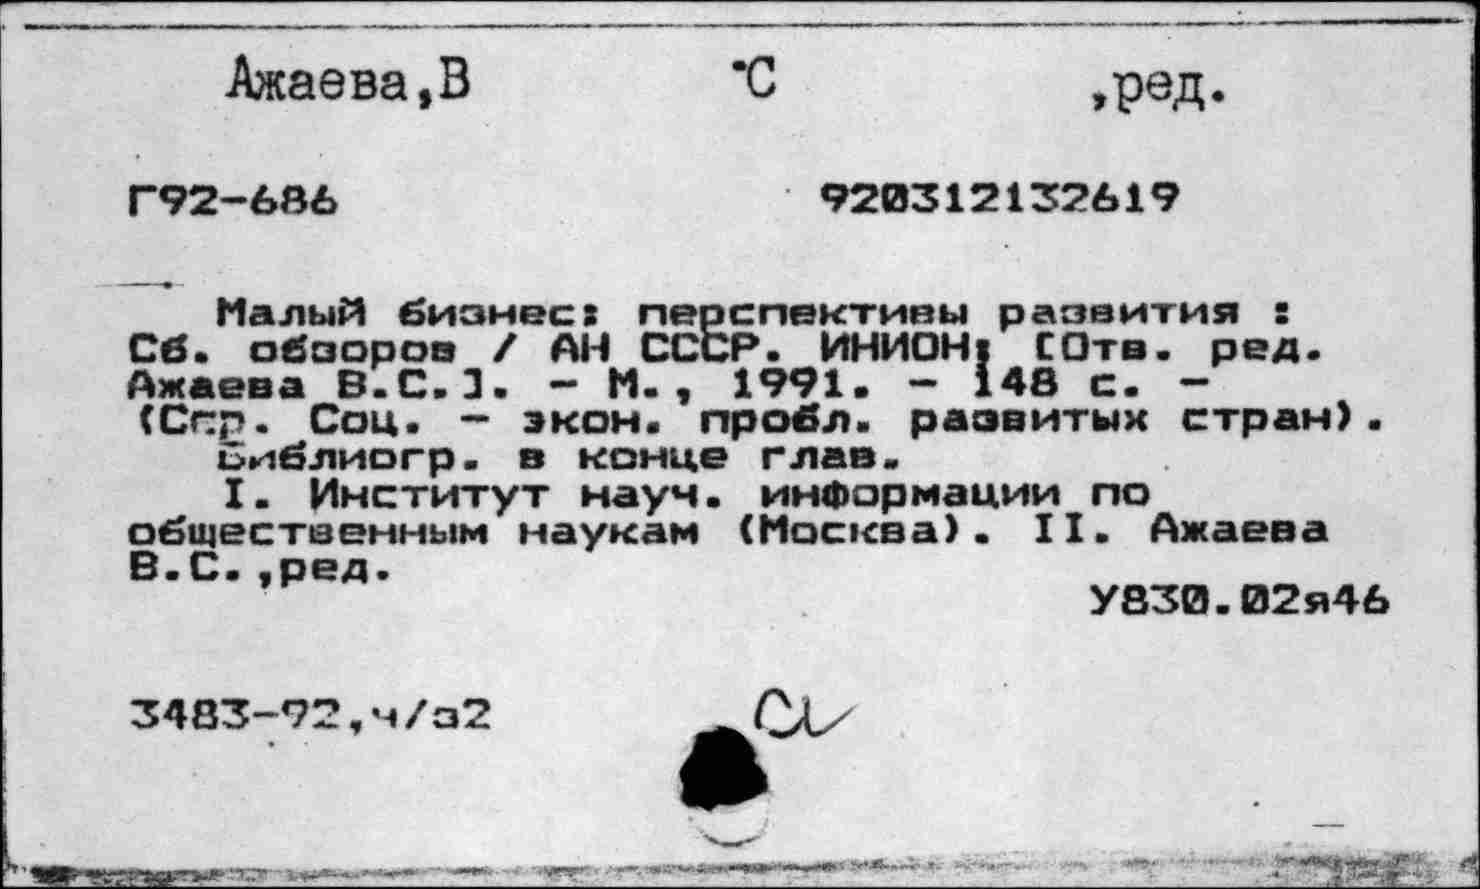 Ажаева,В С ,ред.
Г92-686 920312132619
Малый бизнес: перспективы развития :
Сб. обзоров / АН СССР. ИНИОН; [Отв. ред.
Ажаева В.С.]. - М., 1991. - 148 с. -
(Сер. Соц. - экон. пробл. развитых стран).
Библиогр. в конце глав.
I. Институт науч. информации по
общественным наукам (Москва). II. Ажаева
В.С.,ред.
У830.02я46
3483-92,ч/з2